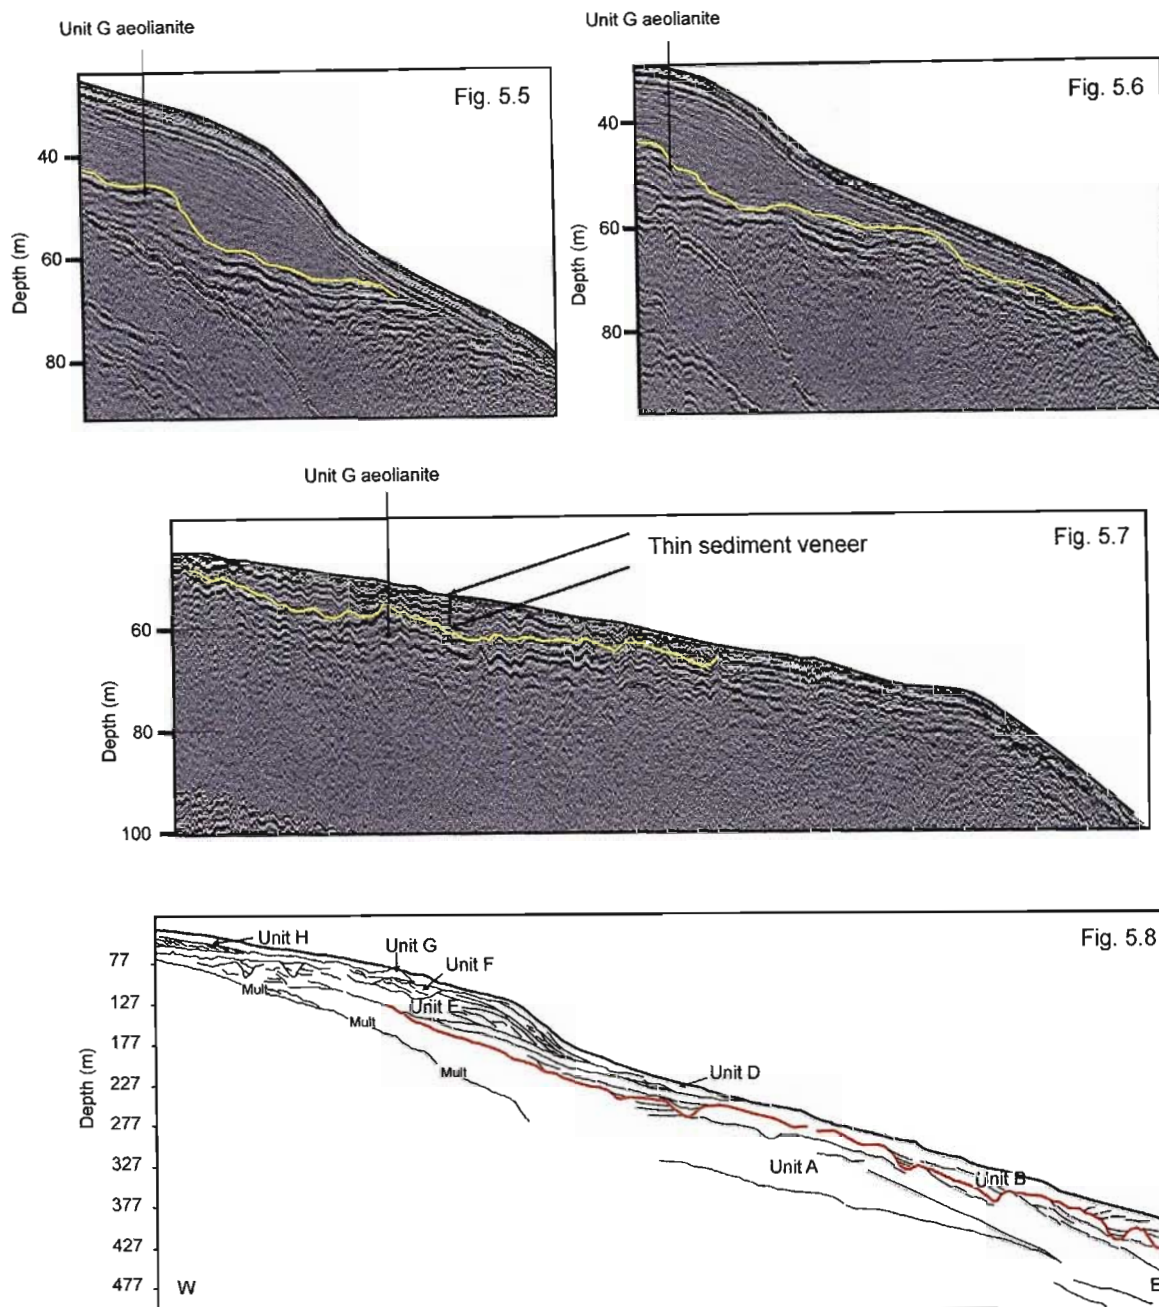 Unit G aeolianite
Fig. 5.5
40
60
80
Depth (m)
Unit G aeolianite
Fig. 5.6
40
60
80
Depth (m)
Unit G aeolianite
Thin sediment veneer
Fig. 5.7
60
80
100
Depth (m)
Fig. 5.8
Unit H
Unit G
Unit F
Unit E
Mult
Mult
Mult
Unit D
Unit A
Unit B
77
127
177
227
277
327
377
427
477
Depth (m)
W
E